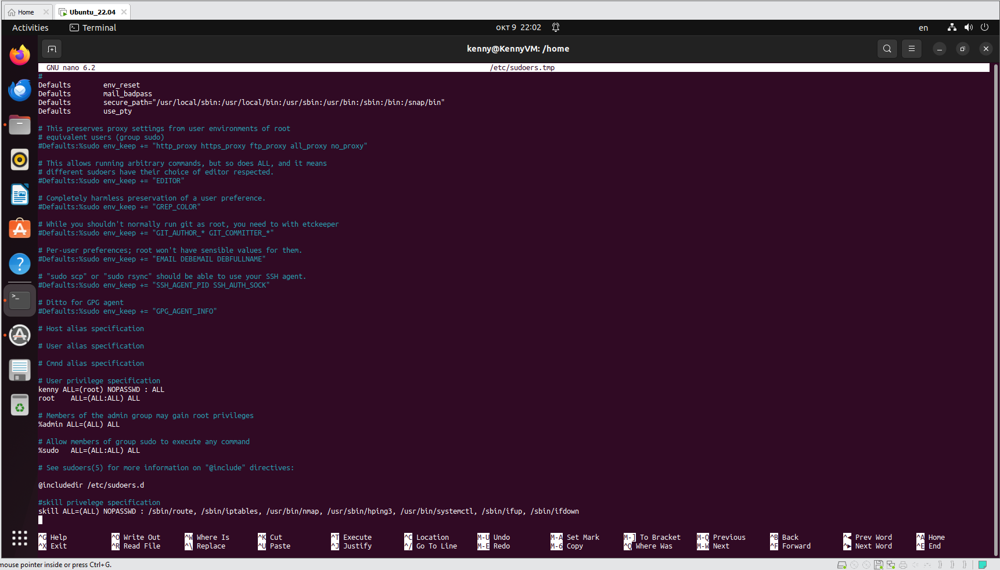 Home
Ubuntu_22.04
Activities
Terminal
окт 9 22:02
en
kenny@KennyVM: /home
GNU nano 6.2 /etc/sudoers.tmp
#
Defaults env_reset
Defaults mail_badpass
Defaults secure_path="/usr/local/sbin:/usr/local/bin:/usr/sbin:/usr/bin:/sbin:/bin:/snap/bin"
Defaults use_pty
# This preserves proxy settings from user environments of root
# equivalent users (group sudo)
#Defaults:%sudo env_keep += "http_proxy https_proxy ftp_proxy all_proxy no_proxy"
# This allows running arbitrary commands, but so does ALL, and it means
# different sudoers have their choice of editor respected.
#Defaults:%sudo env_keep += "EDITOR"
# Completely harmless preservation of a user preference.
#Defaults:%sudo env_keep += "GREP_COLOR"
# While you shouldn't normally run git as root, you need to with etckeeper
#Defaults:%sudo env_keep += "GIT_AUTHOR_* GIT_COMMITTER_*"
# Per-user preferences; root won't have sensible values for them.
#Defaults:%sudo env_keep += "EMAIL DEBEMAIL DEBFULLNAME"
# "sudo scp" or "sudo rsync" should be able to use your SSH agent.
#Defaults:%sudo env_keep += "SSH_AGENT_PID SSH_AUTH_SOCK"
# Ditto for GPG agent
#Defaults:%sudo env_keep += "GPG_AGENT_INFO"
# Host alias specification
# User alias specification
# Cmnd alias specification
# User privilege specification
kenny ALL=(root) NOPASSWD : ALL
root ALL=(ALL:ALL) ALL
# Members of the admin group may gain root privileges
%admin ALL=(ALL) ALL
# Allow members of group sudo to execute any command
%sudo ALL=(ALL:ALL) ALL
# See sudoers(5) for more information on "@include" directives:
@includedir /etc/sudoers.d
#skill privelege specification
skill ALL=(ALL) NOPASSWD : /sbin/route, /sbin/iptables, /usr/bin/nmap, /usr/sbin/hping3, /usr/bin/systemctl, /sbin/ifup, /sbin/ifdown
^G Help ^O Write Out ^W Where Is ^K Cut ^T Execute ^C Location M-U Undo M-A Set Mark M-] To Bracket M-Q Previous ^B Back ^◀ Prev Word ^A Home
^X Exit ^R Read File ^\ Replace ^U Paste ^J Justify ^/ Go To Line M-E Redo M-6 Copy ^Q Where Was M-W Next ^F Forward ^▶ Next Word ^E End
mouse pointer inside or press Ctrl+G.